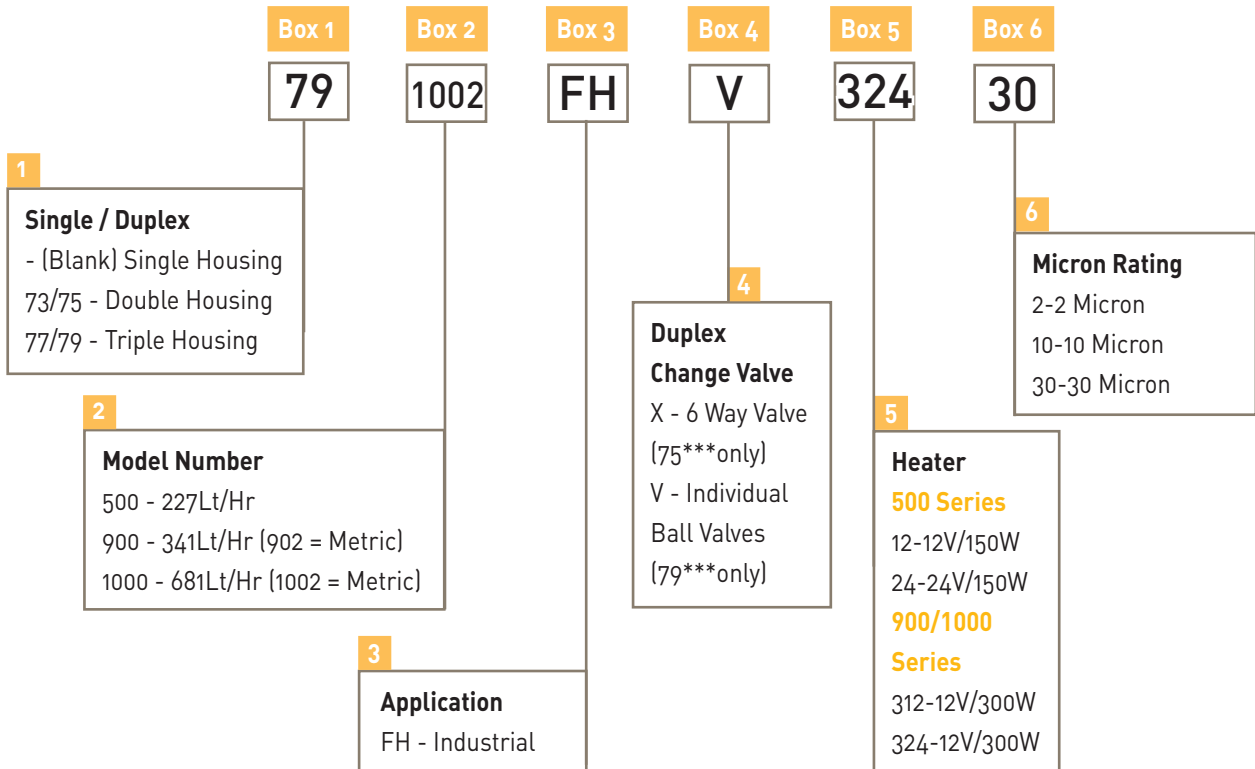 Box 1 Box 2 Box 3 Box 4 Box 5 Box 6
79 1002 FH V 324 30
1
Single / Duplex
- (Blank) Single Housing
73/75 - Double Housing
77/79 - Triple Housing
2
Model Number
500 - 227Lt/Hr
900 - 341Lt/Hr (902 = Metric)
1000 - 681Lt/Hr (1002 = Metric)
3
Application
FH - Industrial
4
Duplex
Change Valve
X - 6 Way Valve
(75***only)
V - Individual
Ball Valves
(79***only)
5
Heater
500 Series
12-12V/150W
24-24V/150W
900/1000
Series
312-12V/300W
324-12V/300W
6
Micron Rating
2-2 Micron
10-10 Micron
30-30 Micron